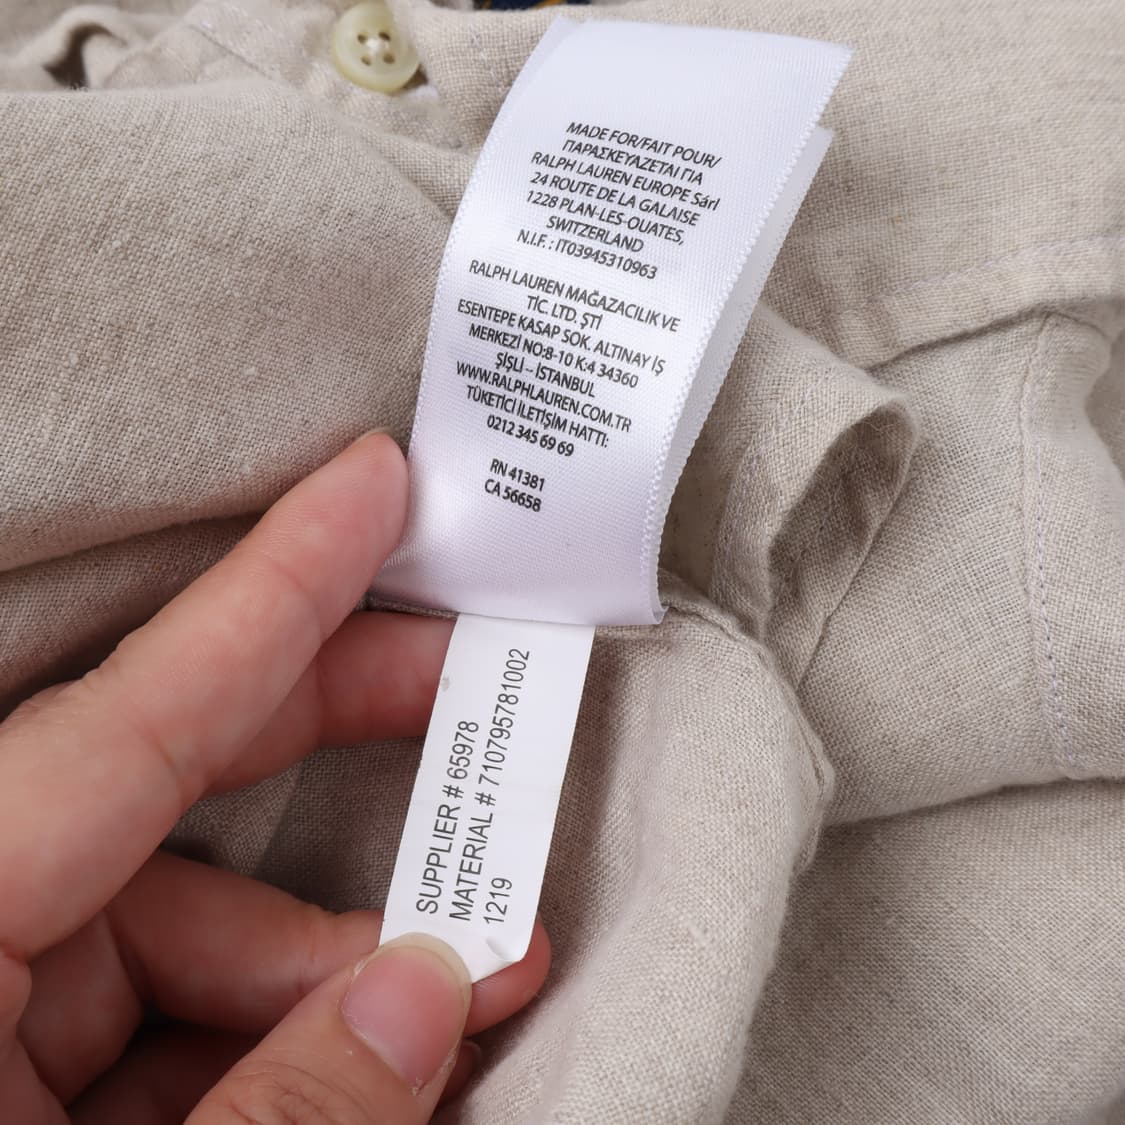 MADE FOR/FAIT POUR/
ΠΑΡΑΣΚΕΥΑΖΕΤΑΙ ΓΙΑ
RALPH LAUREN EUROPE Sárl
24 ROUTE DE LA GALAISE
1228 PLAN-LES-OUATES,
SWITZERLAND
N.I.F. : IT03945310963
RALPH LAUREN MAĞAZACILIK VE
TİC. LTD. ŞTİ
ESENTEPE KASAP SOK. ALTINAY İŞ
MERKEZİ NO:8-10 K:4 34360
ŞİŞLİ – İSTANBUL
WWW.RALPHLAUREN.COM.TR
TÜKETİCİ İLETİŞİM HATTI:
0212 345 69 69
RN 41381
CA 56658
SUPPLIER # 65978
MATERIAL # 710795781002
1219